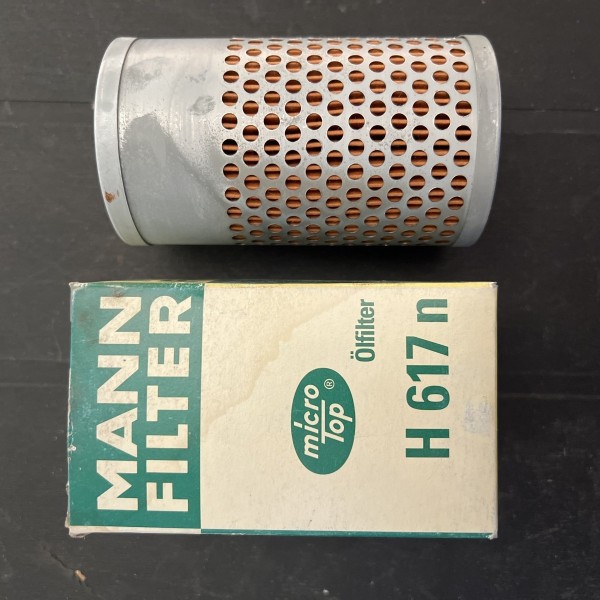 MANN
FILTER
micro
Top
®
Ölfilter
H 617 n